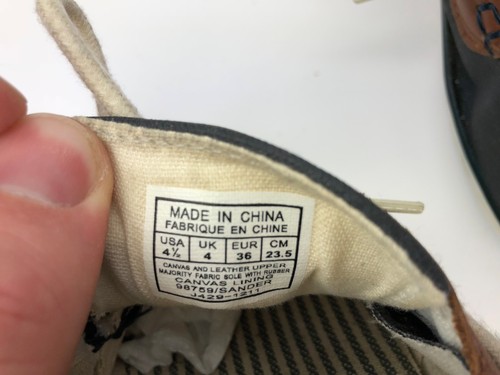 MADE IN CHINA
FABRIQUE EN CHINE
USA UK EUR CM
4½ 4 36 23.5
CANVAS AND LEATHER UPPER
MAJORITY FABRIC SOLE WITH RUBBER
CANVAS LINING
98759/SANDER
J429-1211